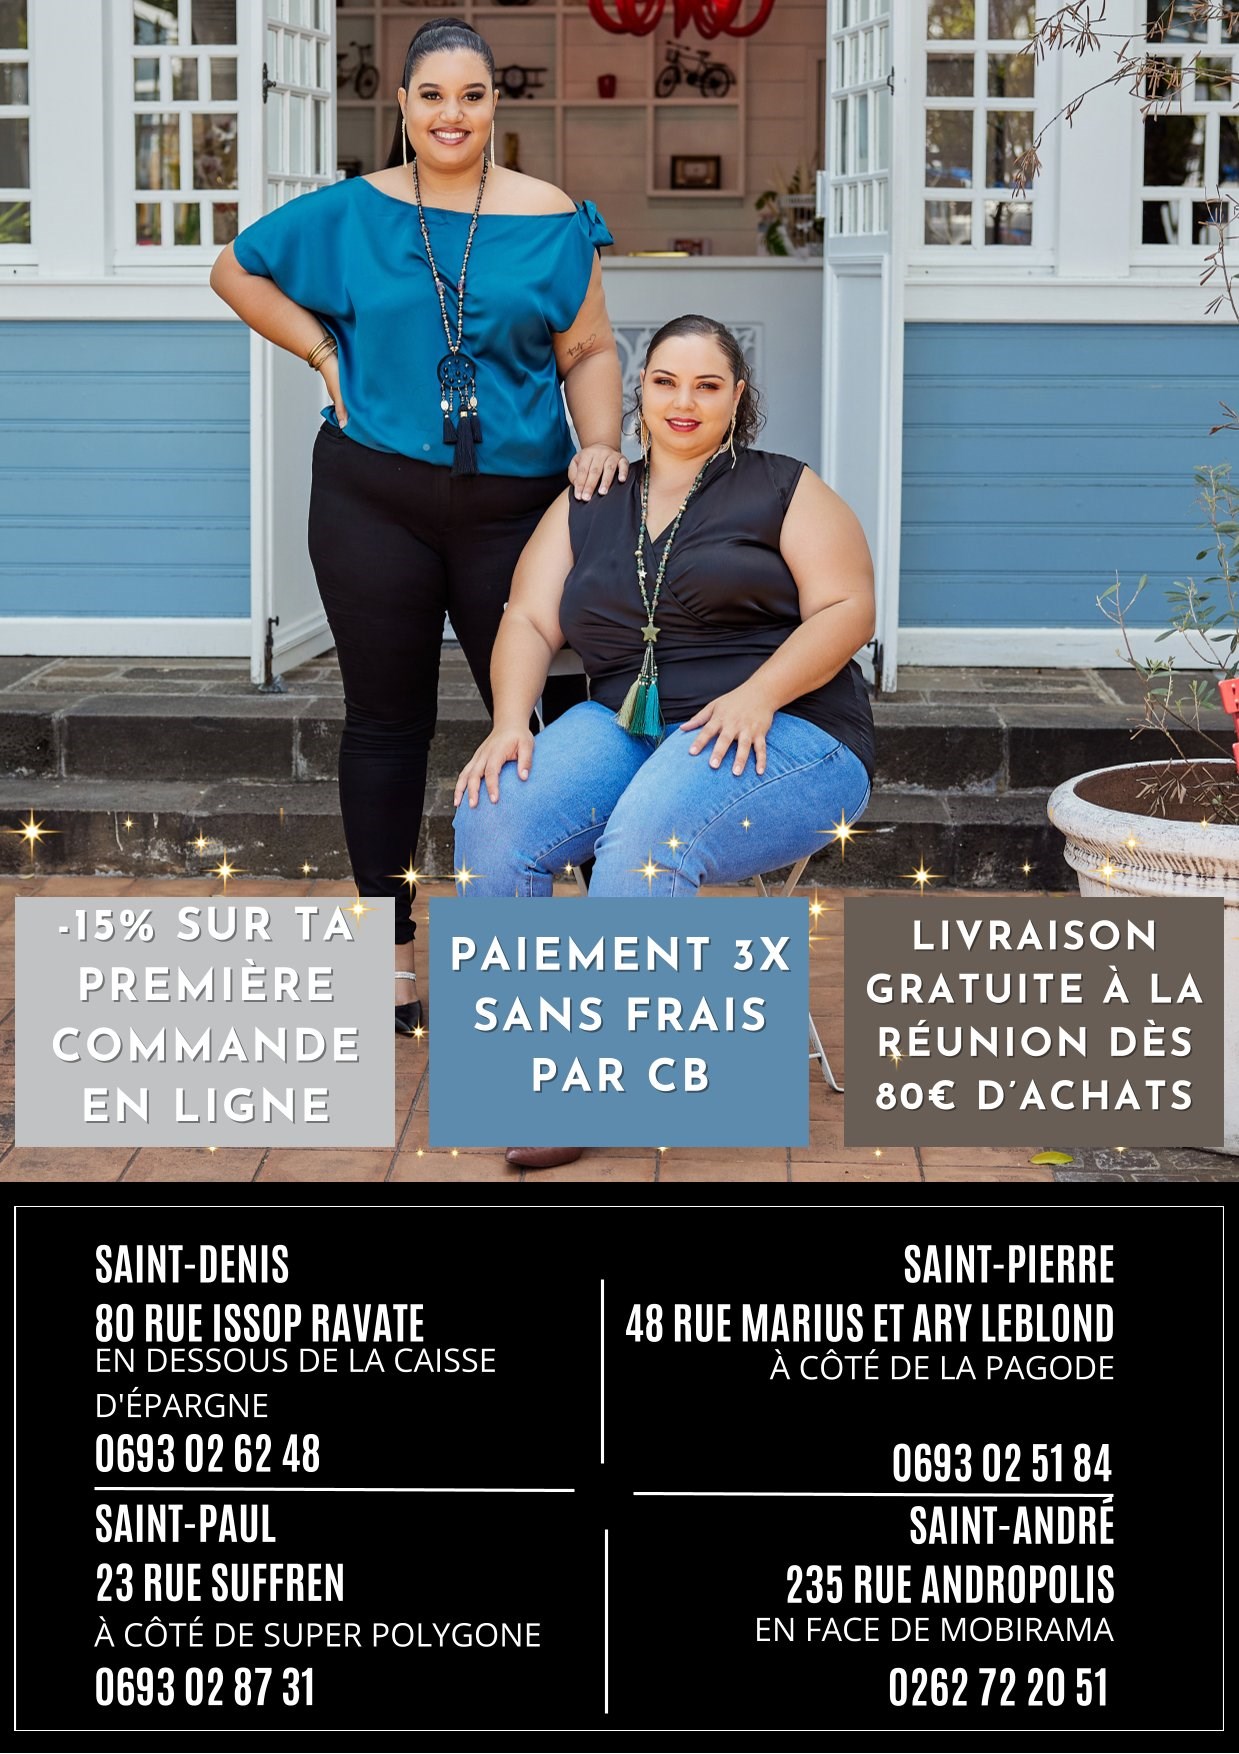 -15% SUR TA
PREMIÈRE
COMMANDE
EN LIGNE
PAIEMENT 3X
SANS FRAIS
PAR CB
LIVRAISON
GRATUITE À LA
RÉUNION DÈS
80€ D'ACHATS
SAINT-DENIS
80 RUE ISSOP RAVATE
EN DESSOUS DE LA CAISSE
D'ÉPARGNE
0693 02 62 48
SAINT-PIERRE
48 RUE MARIUS ET ARY LEBLOND
À CÔTÉ DE LA PAGODE
0693 02 51 84
SAINT-PAUL
23 RUE SUFFREN
À CÔTÉ DE SUPER POLYGONE
0693 02 87 31
SAINT-ANDRÉ
235 RUE ANDROPOLIS
EN FACE DE MOBIRAMA
0262 72 20 51